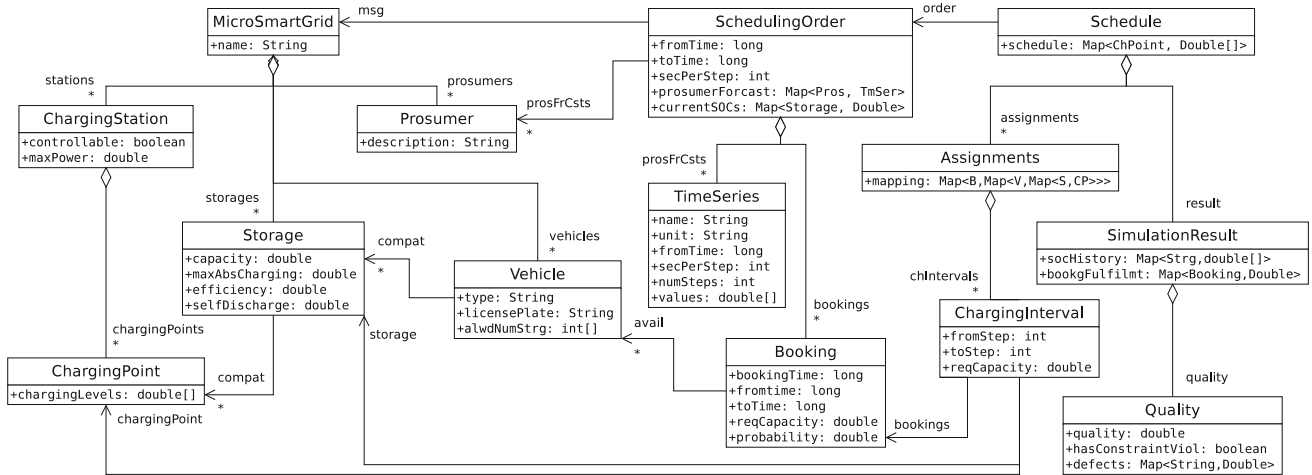 MicroSmartGrid
+name: String
msg
SchedulingOrder
+fromTime: long
+toTime: long
+secPerStep: int
+prosumerForcast: Map<Pros, TmSer>
+currentSOCs: Map<Storage, Double>
order
Schedule
+schedule: Map<ChPoint, Double[]>
stations
*
prosumers
*
prosFrCsts
*
ChargingStation
+controllable: boolean
+maxPower: double
Prosumer
+description: String
assignments
*
Assignments
+mapping: Map<B,Map<V,Map<S,CP>>>
prosFrCsts
*
TimeSeries
+name: String
+unit: String
+fromTime: long
+secPerStep: int
+numSteps: int
+values: double[]
storages
*
Storage
+capacity: double
+maxAbsCharging: double
+efficiency: double
+selfDischarge: double
compat
*
vehicles
*
Vehicle
+type: String
+licensePlate: String
+alwdNumStrg: int[]
result
SimulationResult
+socHistory: Map<Strg,double[]>
+bookgFulfilmt: Map<Booking,Double>
chIntervals
*
ChargingInterval
+fromStep: int
+toStep: int
+reqCapacity: double
bookings
*
avail
*
Booking
+bookingTime: long
+fromtime: long
+toTime: long
+reqCapacity: double
+probability: double
chargingPoints
*
storage
ChargingPoint
+chargingLevels: double[]
compat
*
chargingPoint
bookings
quality
Quality
+quality: double
+hasConstraintViol: boolean
+defects: Map<String,Double>